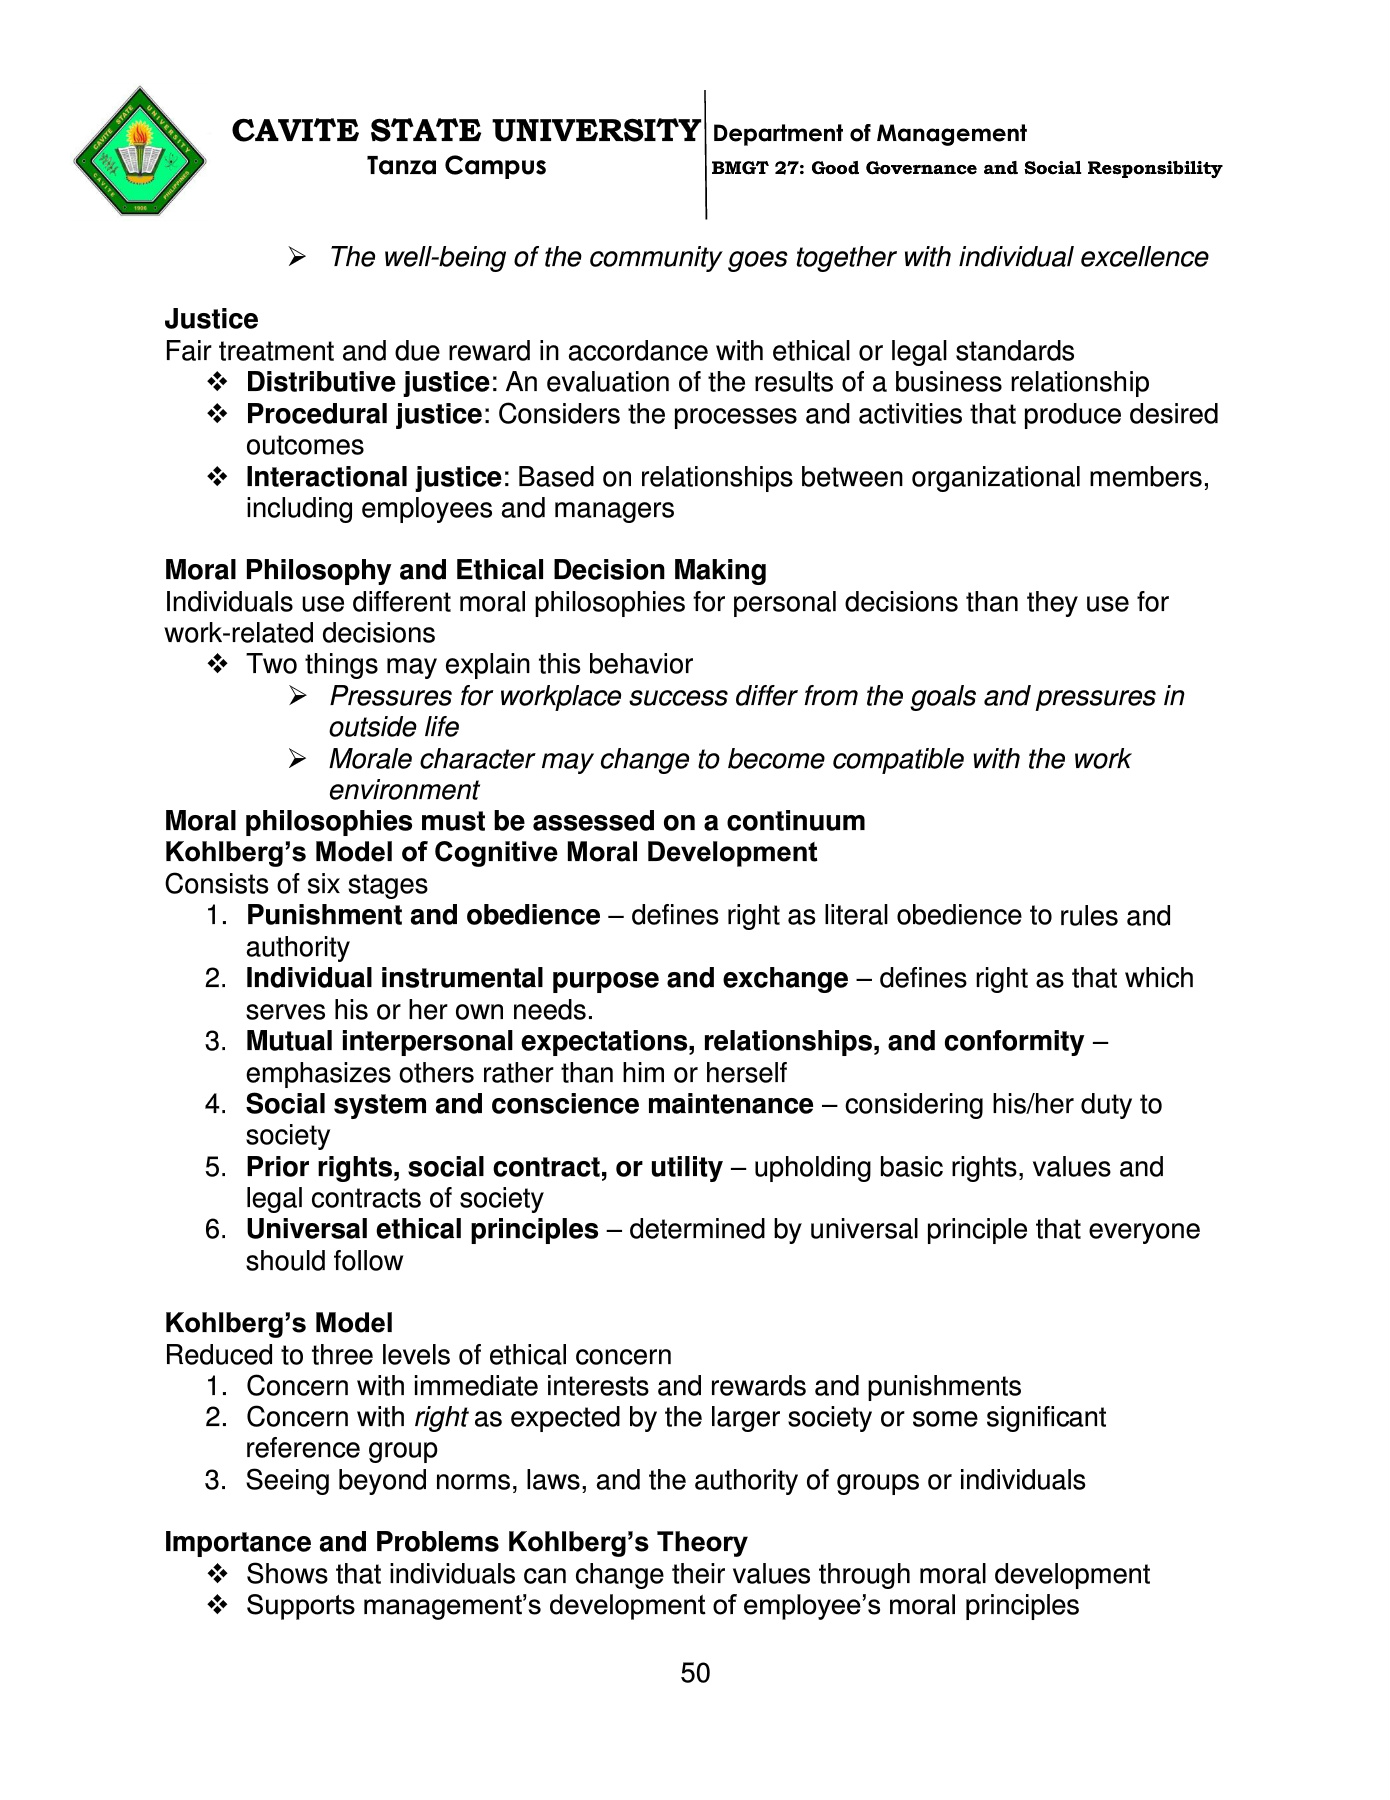 CAVITE STATE UNIVERSITY
Tanza Campus
Department of Management
BMGT 27: Good Governance and Social Responsibility
CAVITE STATE UNIVERSITY
CAVITE
PHILIPPINES
1906
➢ The well-being of the community goes together with individual excellence
Justice
Fair treatment and due reward in accordance with ethical or legal standards
❖ Distributive justice: An evaluation of the results of a business relationship
❖ Procedural justice: Considers the processes and activities that produce desired
outcomes
❖ Interactional justice: Based on relationships between organizational members,
including employees and managers
Moral Philosophy and Ethical Decision Making
Individuals use different moral philosophies for personal decisions than they use for
work-related decisions
❖ Two things may explain this behavior
➢ Pressures for workplace success differ from the goals and pressures in
outside life
➢ Morale character may change to become compatible with the work
environment
Moral philosophies must be assessed on a continuum
Kohlberg’s Model of Cognitive Moral Development
Consists of six stages
1. Punishment and obedience – defines right as literal obedience to rules and
authority
2. Individual instrumental purpose and exchange – defines right as that which
serves his or her own needs.
3. Mutual interpersonal expectations, relationships, and conformity –
emphasizes others rather than him or herself
4. Social system and conscience maintenance – considering his/her duty to
society
5. Prior rights, social contract, or utility – upholding basic rights, values and
legal contracts of society
6. Universal ethical principles – determined by universal principle that everyone
should follow
Kohlberg’s Model
Reduced to three levels of ethical concern
1. Concern with immediate interests and rewards and punishments
2. Concern with right as expected by the larger society or some significant
reference group
3. Seeing beyond norms, laws, and the authority of groups or individuals
Importance and Problems Kohlberg’s Theory
❖ Shows that individuals can change their values through moral development
❖ Supports management’s development of employee’s moral principles
50